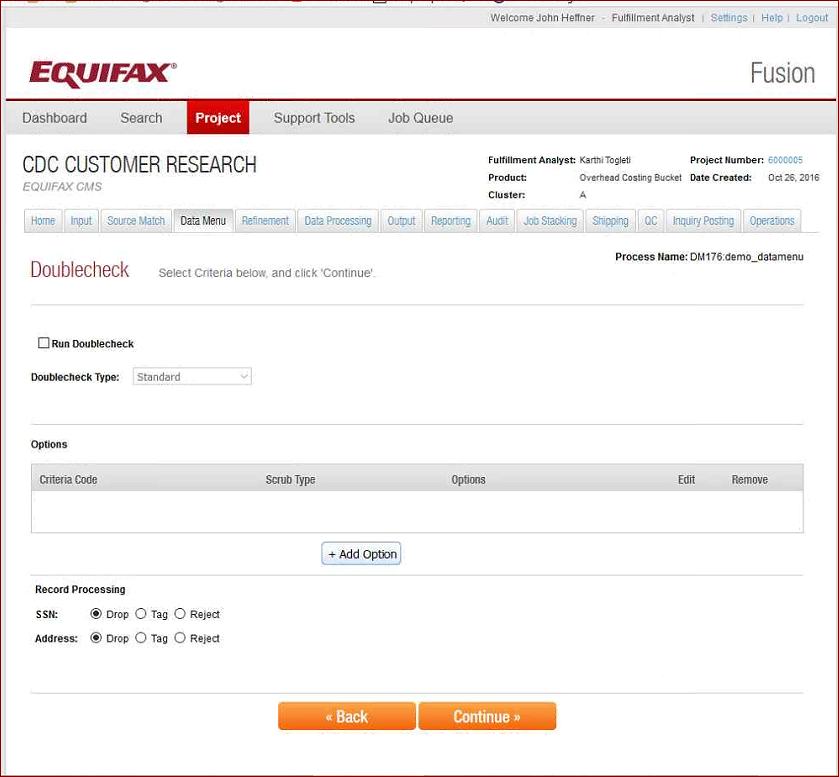 Welcome John Heffner - Fulfillment Analyst | Settings | Help | Logout
EQUIFAX® Fusion
Dashboard Search Project Support Tools Job Queue
CDC CUSTOMER RESEARCH
EQUIFAX CMS
Fulfillment Analyst: Karthi Togleti Project Number: 6000005
Product: Overhead Costing Bucket Date Created: Oct 26, 2016
Cluster: A
Home Input Source Match Data Menu Refinement Data Processing Output Reporting Audit Job Stacking Shipping QC Inquiry Posting Operations
Process Name: DM176:demo_datamenu
Doublecheck Select Criteria below, and click 'Continue'.
Run Doublecheck
Doublecheck Type: Standard
Options
Criteria Code Scrub Type Options Edit Remove
+ Add Option
Record Processing
SSN: Drop Tag Reject
Address: Drop Tag Reject
« Back Continue »